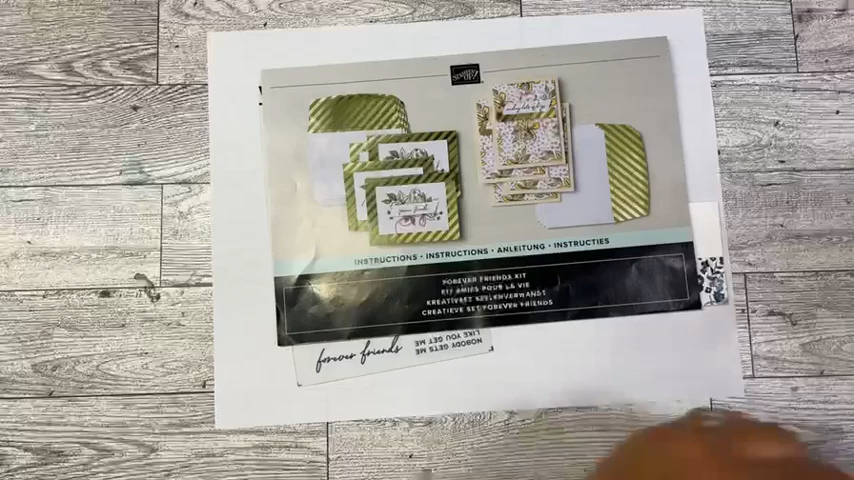 STAMPIN' UP!
INSTRUCTIONS • INSTRUCTIONS • ANLEITUNG • INSTRUCTIES
FOREVER FRIENDS KIT
KIT AMIES POUR LA VIE
KREATIVSET SEELENVERWANDT
CREATIEVE SET FOREVER FRIENDS
forever friends
NOBODY GETS ME
LIKE YOU GET ME